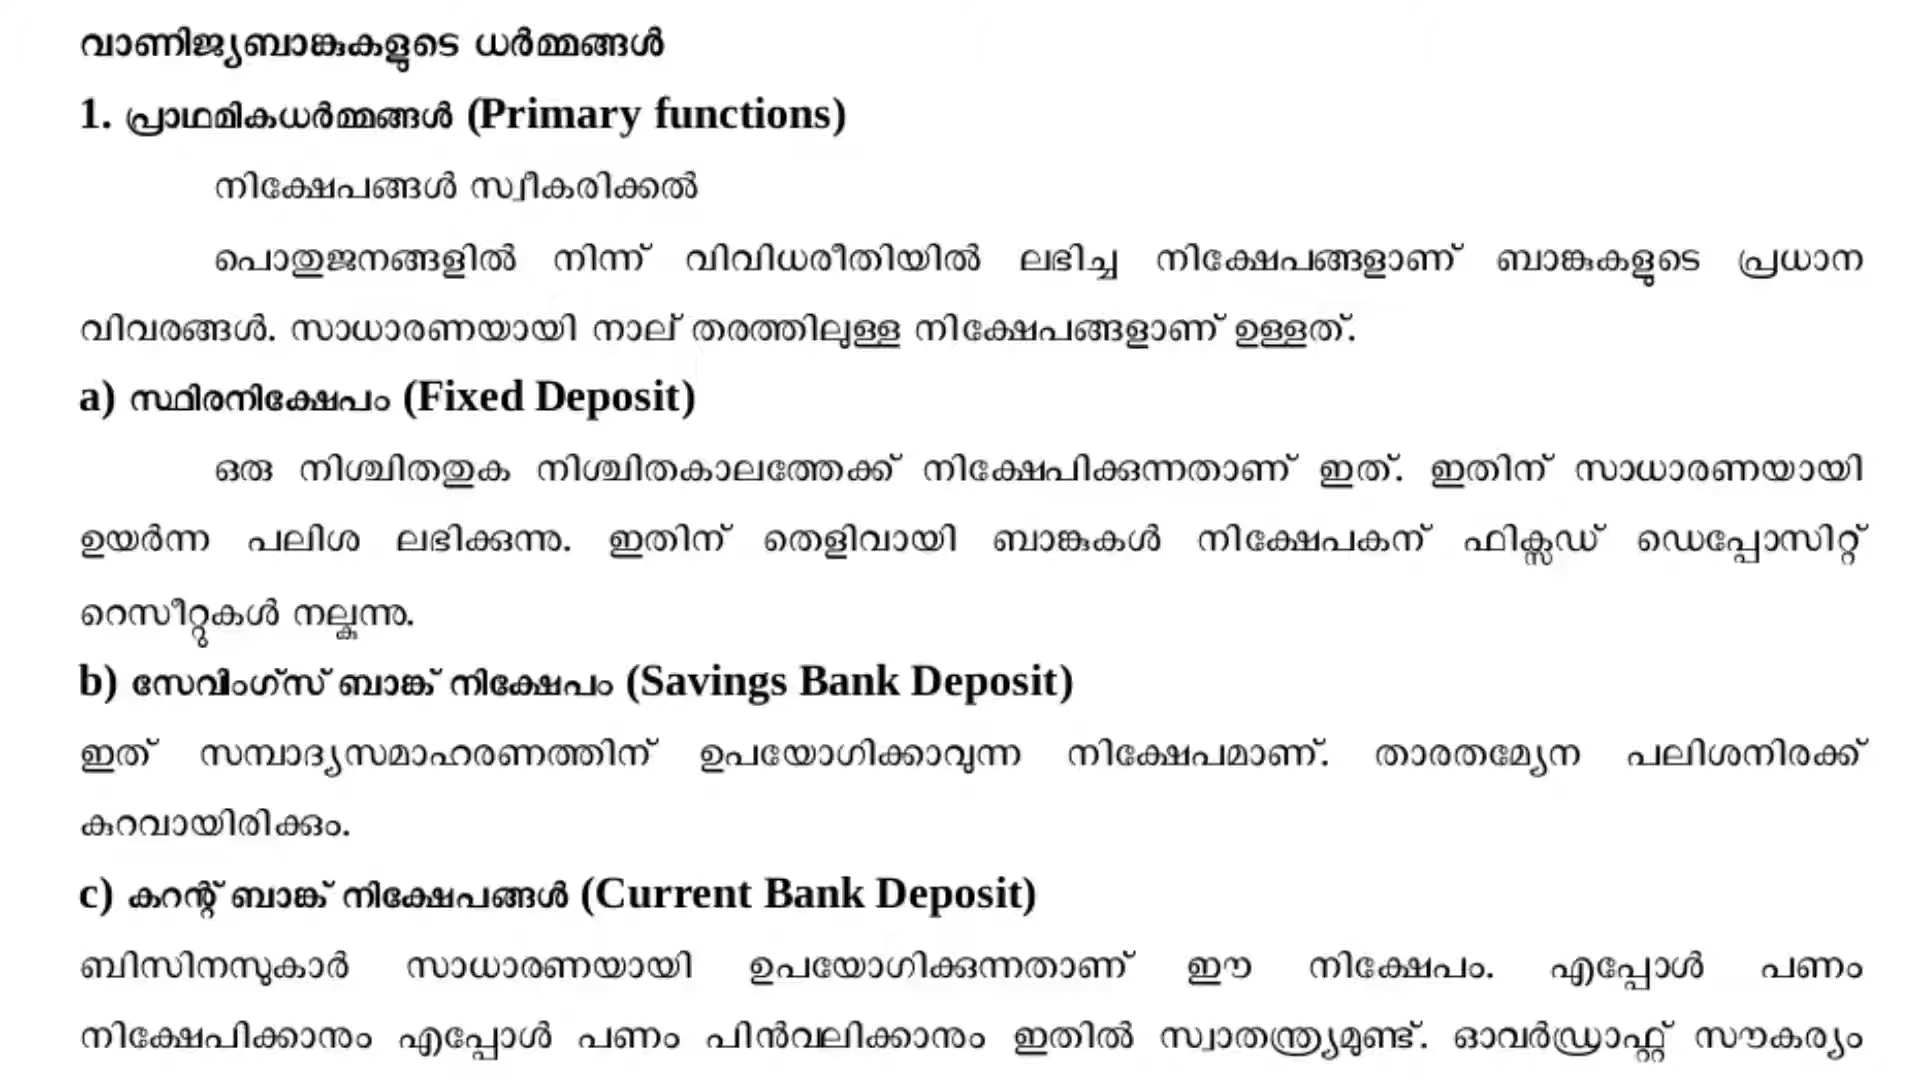 വാണിജ്യബാങ്കുകളുടെ ധർമ്മങ്ങൾ
1. പ്രാഥമികധർമ്മങ്ങൾ (Primary functions)
നിക്ഷേപങ്ങൾ സ്വീകരിക്കൽ
പൊതുജനങ്ങളിൽ നിന്ന് വിവിധരീതിയിൽ ലഭിച്ച നിക്ഷേപങ്ങളാണ് ബാങ്കുകളുടെ പ്രധാന
വിവരങ്ങൾ. സാധാരണയായി നാല് തരത്തിലുള്ള നിക്ഷേപങ്ങളാണ് ഉള്ളത്.
a) സ്ഥിരനിക്ഷേപം (Fixed Deposit)
ഒരു നിശ്ചിതതുക നിശ്ചിതകാലത്തേക്ക് നിക്ഷേപിക്കുന്നതാണ് ഇത്. ഇതിന് സാധാരണയായി
ഉയർന്ന പലിശ ലഭിക്കുന്നു. ഇതിന് തെളിവായി ബാങ്കുകൾ നിക്ഷേപകന് ഫിക്സഡ് ഡെപ്പോസിറ്റ്
റെസീറ്റുകൾ നല്കുന്നു.
b) സേവിംഗ്സ് ബാങ്ക് നിക്ഷേപം (Savings Bank Deposit)
ഇത് സമ്പാദ്യസമാഹരണത്തിന് ഉപയോഗിക്കാവുന്ന നിക്ഷേപമാണ്. താരതമ്യേന പലിശനിരക്ക്
കുറവായിരിക്കും.
c) കറന്റ് ബാങ്ക് നിക്ഷേപങ്ങൾ (Current Bank Deposit)
ബിസിനസുകാർ സാധാരണയായി ഉപയോഗിക്കുന്നതാണ് ഈ നിക്ഷേപം. എപ്പോൾ പണം
നിക്ഷേപിക്കാനും എപ്പോൾ പണം പിൻവലിക്കാനും ഇതിൽ സ്വാതന്ത്ര്യമുണ്ട്. ഓവർഡ്രാഫ്റ്റ് സൗകര്യം